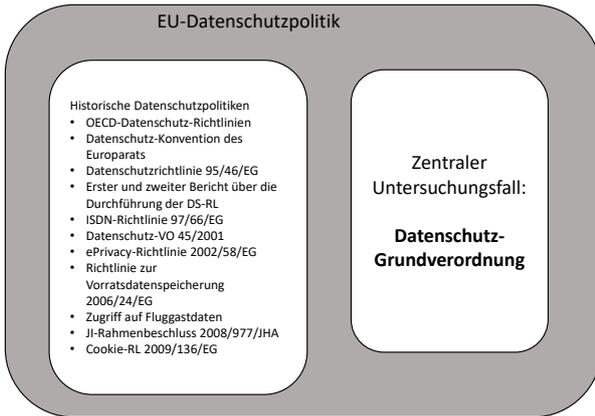 EU-Datenschutzpolitik
Historische Datenschutzpolitiken
• OECD-Datenschutz-Richtlinien
• Datenschutz-Konvention des
Europarats
• Datenschutzrichtlinie 95/46/EG
• Erster und zweiter Bericht über die
Durchführung der DS-RL
• ISDN-Richtlinie 97/66/EG
• Datenschutz-VO 45/2001
• ePrivacy-Richtlinie 2002/58/EG
• Richtlinie zur
Vorratsdatenspeicherung
2006/24/EG
• Zugriff auf Fluggastdaten
• JI-Rahmenbeschluss 2008/977/JHA
• Cookie-RL 2009/136/EG
Zentraler
Untersuchungsfall:
Datenschutz-
Grundverordnung